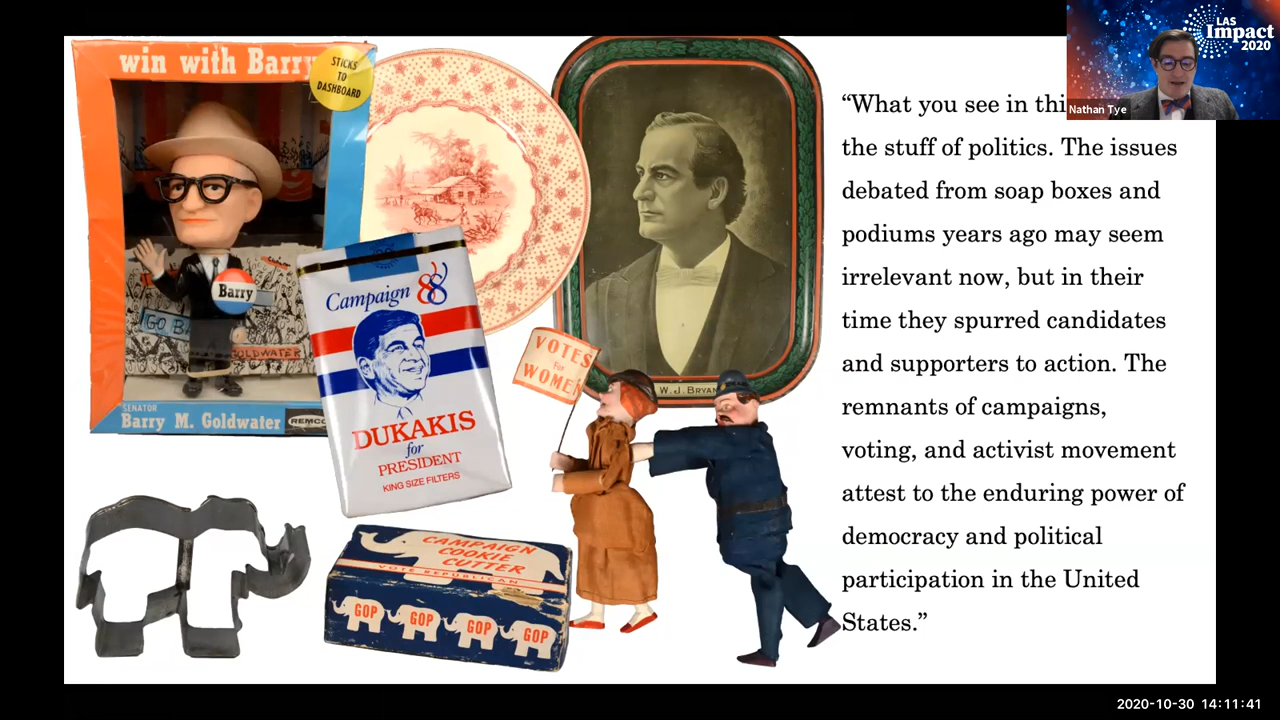 win with Barry
STICKS
TO
DASHBOARD
Barry
GOLDWATER
SENATOR
Barry M. Goldwater
REMCO
Campaign 88
DUKAKIS
for
PRESIDENT
KING SIZE FILTERS
W. J. BRYAN
VOTES
FOR
WOMEN
CAMPAIGN
COOKIE
CUTTER
VOTE REPUBLICAN
GOP
GOP
GOP
GOP
“What you see in
the stuff of politics. The issues
debated from soap boxes and
podiums years ago may seem
irrelevant now, but in their
time they spurred candidates
and supporters to action. The
remnants of campaigns,
voting, and activist movement
attest to the enduring power of
democracy and political
participation in the United
States.”
LAS
Impact
2020
Nathan Tye
2020-10-30 14:11:41